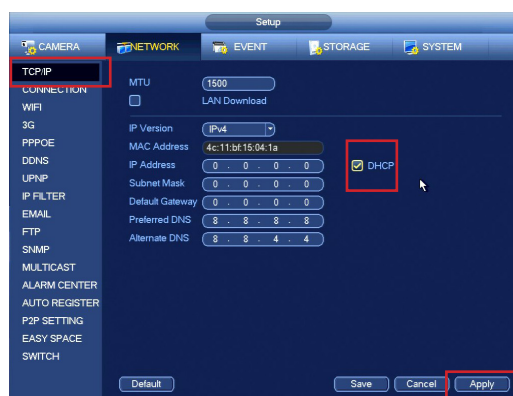 Setup
CAMERA NETWORK EVENT STORAGE SYSTEM
TCP/IP
CONNECTION
WIFI
3G
PPPOE
DDNS
UPNP
IP FILTER
EMAIL
FTP
SNMP
MULTICAST
ALARM CENTER
AUTO REGISTER
P2P SETTING
EASY SPACE
SWITCH
MTU 1500
LAN Download
IP Version IPv4
MAC Address 4c:11:bf:15:04:1a
IP Address 0 . 0 . 0 . 0 DHCP
Subnet Mask 0 . 0 . 0 . 0
Default Gateway 0 . 0 . 0 . 0
Preferred DNS 8 . 8 . 8 . 8
Alternate DNS 8 . 8 . 4 . 4
Default Save Cancel Apply